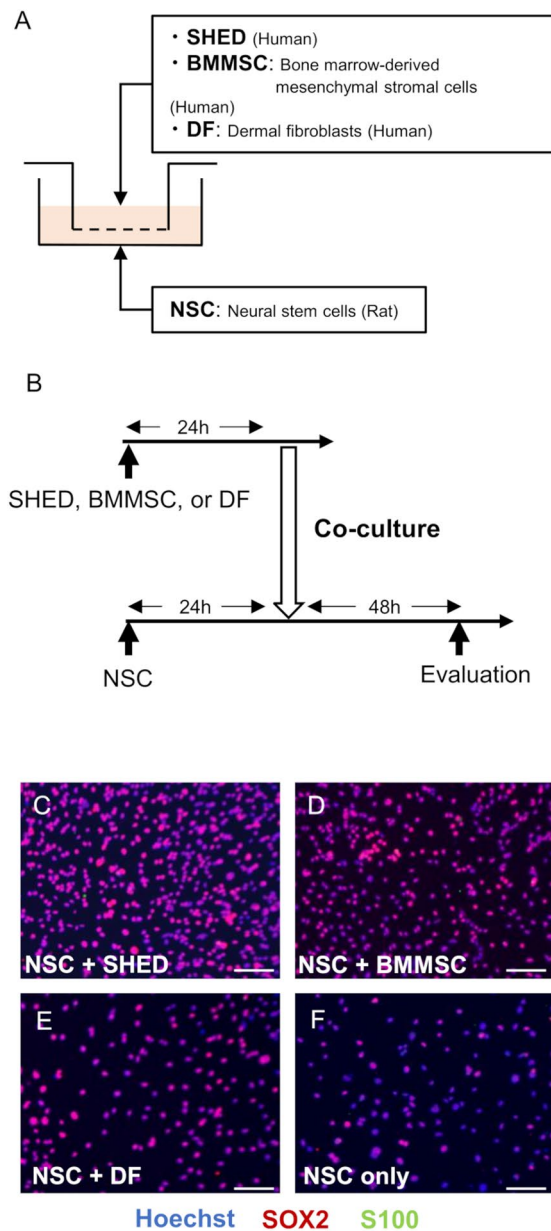 A
・SHED (Human)
・BMMSC: Bone marrow-derived
mesenchymal stromal cells
(Human)
・DF: Dermal fibroblasts (Human)
NSC: Neural stem cells (Rat)
B
24h
SHED, BMMSC, or DF
Co-culture
24h
48h
NSC
Evaluation
C
NSC + SHED
D
NSC + BMMSC
E
NSC + DF
F
NSC only
Hoechst SOX2 S100